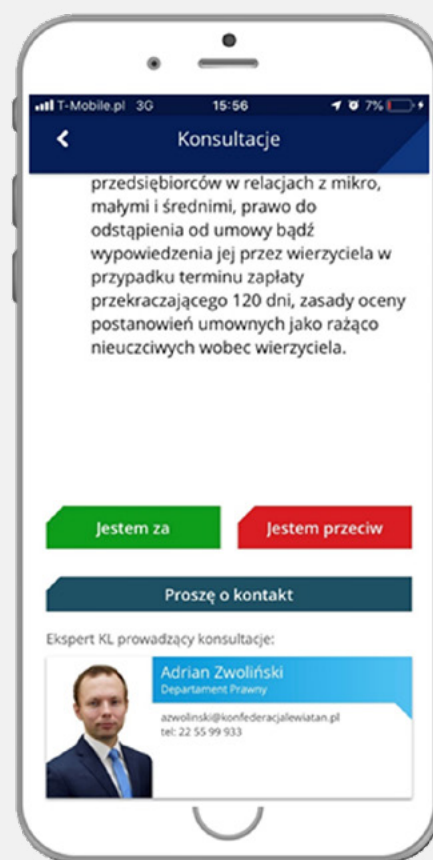 T-Mobile.pl 3G 15:56 7%
Konsultacje
przedsiębiorców w relacjach z mikro,
małymi i średnimi, prawo do
odstąpienia od umowy bądź
wypowiedzenia jej przez wierzyciela w
przypadku terminu zapłaty
przekraczającego 120 dni, zasady oceny
postanowień umownych jako rażąco
nieuczciwych wobec wierzyciela.
Jestem za Jestem przeciw
Proszę o kontakt
Ekspert KL prowadzący konsultacje:
Adrian Zwoliński
Departament Prawny
azwolinski@konfederacjalewiatan.pl
tel: 22 55 99 933